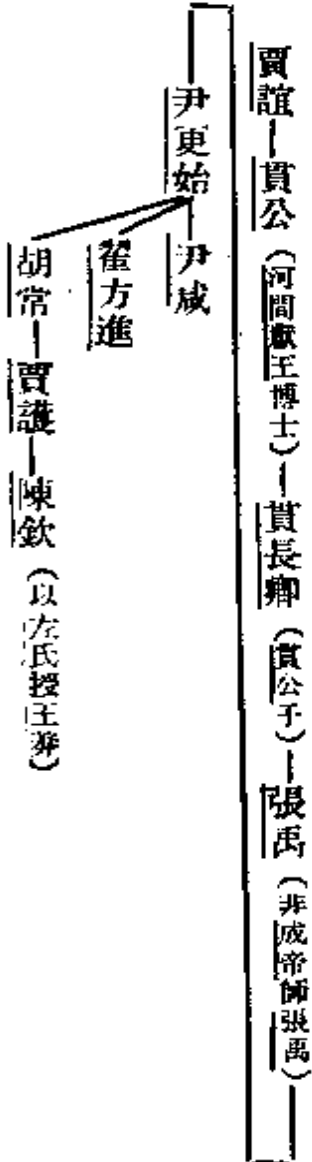 賈誼—貫公（河間獻王博士）—貫長卿（貫公子）—張禹（非成帝師張禹）—
尹更始—尹咸
翟方進
胡常—賈護—陳欽（以左氏授王莽）